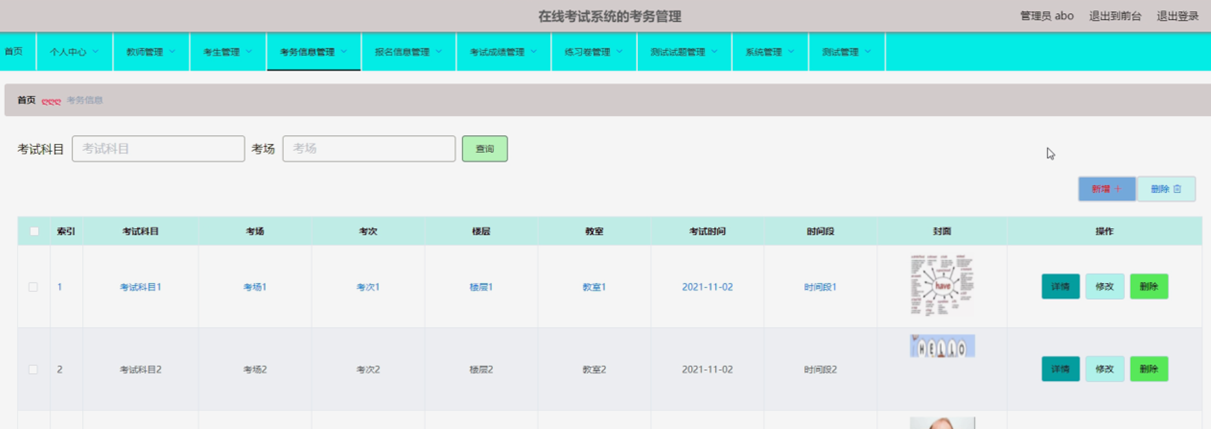 在线考试系统的考务管理
管理员 abo 退出到前台 退出登录
首页 个人中心 教师管理 考生管理 考务信息管理 报名信息管理 考试成绩管理 练习卷管理 测试试题管理 系统管理 测试管理
首页 考务信息
考试科目 考试科目 考场 考场 查询
新增 + 删除
索引 考试科目 考场 考次 楼层 教室 考试时间 时间段 封面 操作
1 考试科目1 考场1 考次1 楼层1 教室1 2021-11-02 时间段1 have 详情 修改 删除
2 考试科目2 考场2 考次2 楼层2 教室2 2021-11-02 时间段2 HELLO 详情 修改 删除